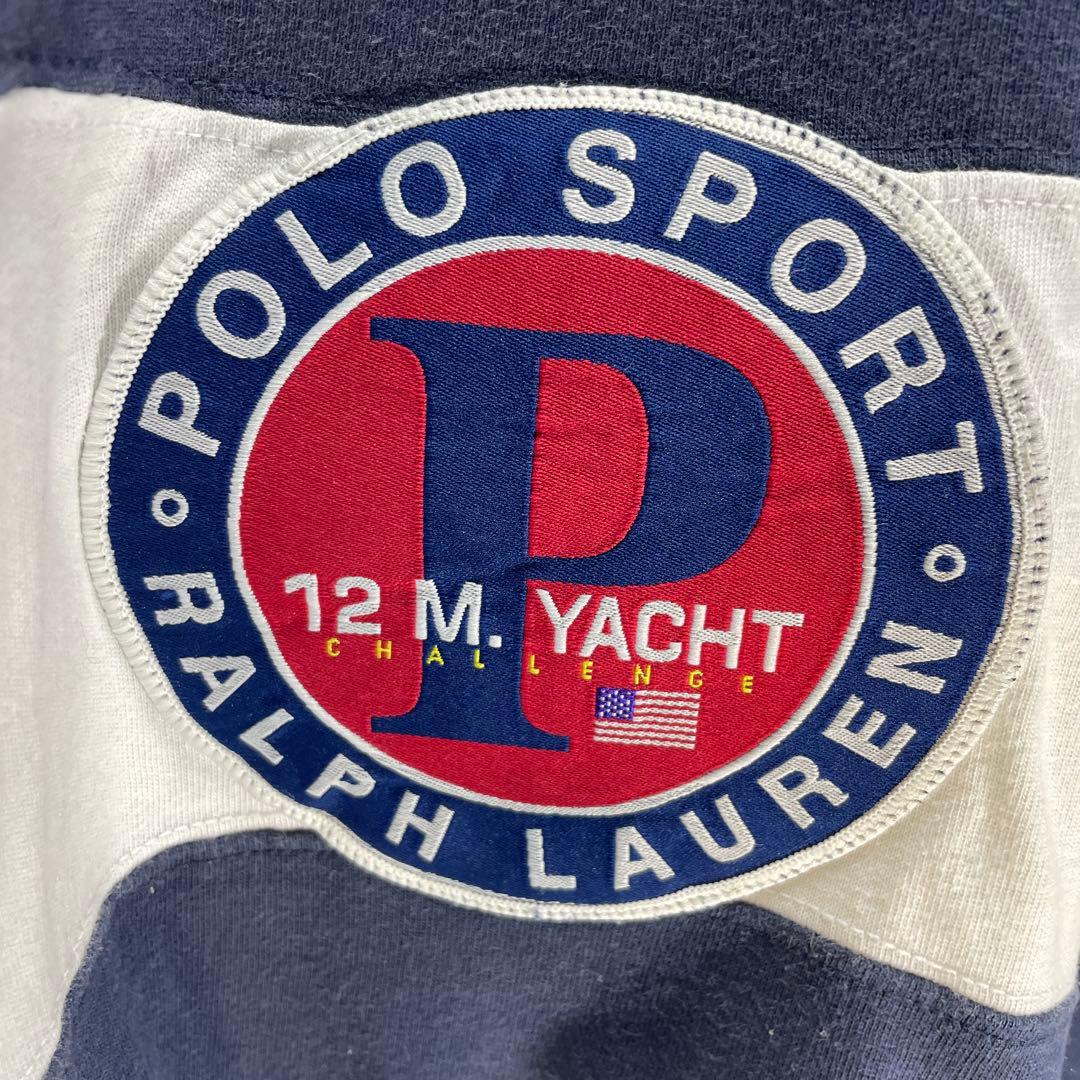 POLO SPORT
P
12 M. YACHT
CHALLENGE
RALPH LAUREN